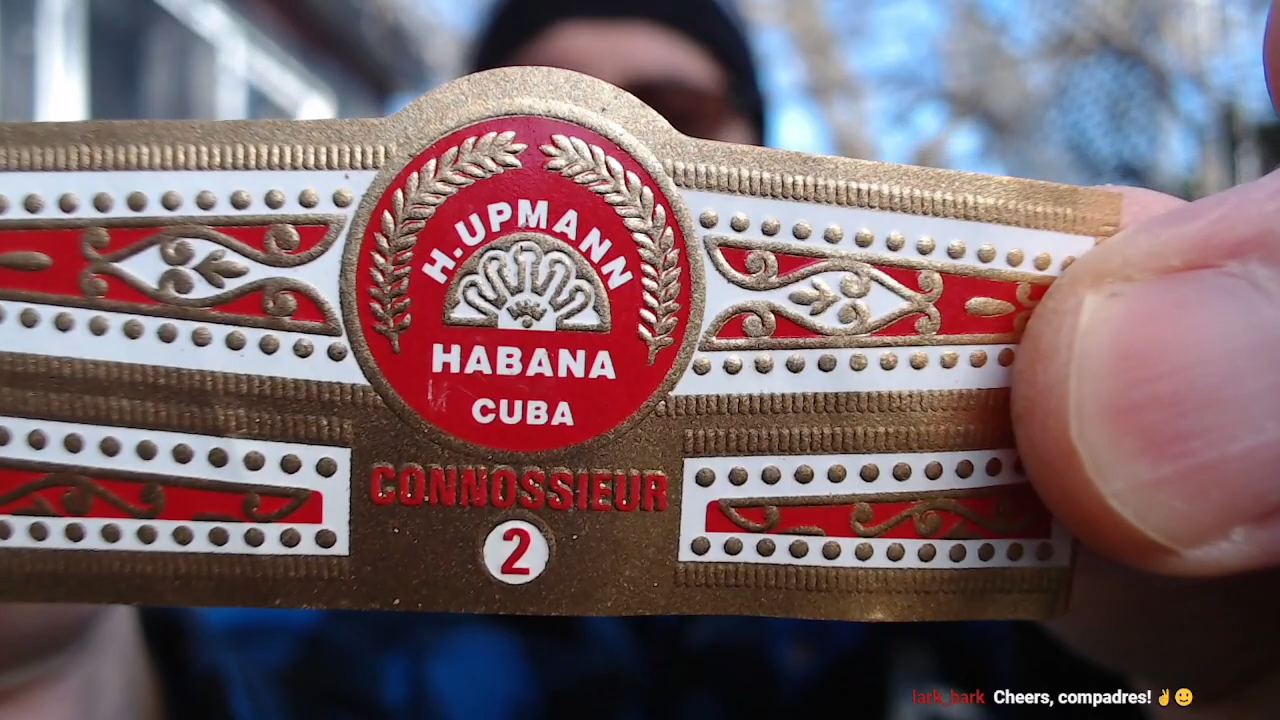 H. UPMANN
HABANA
CUBA
CONNOSSIEUR
2
lark_bark Cheers, compadres! ✌️🙂